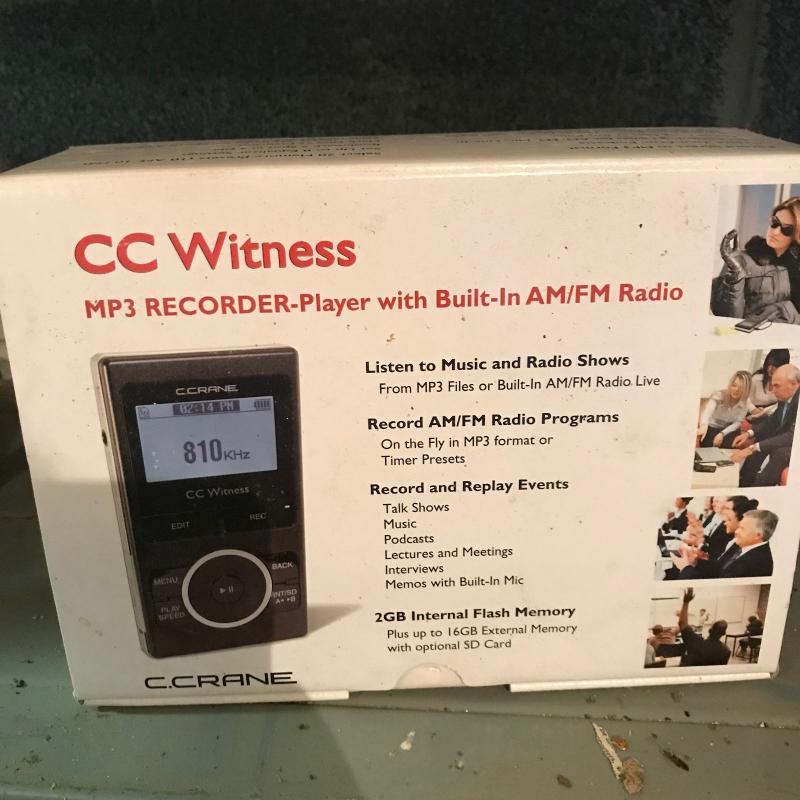 CC Witness
MP3 RECORDER-Player with Built-In AM/FM Radio
C.CRANE
02:14 PM
810KHz
CC Witness
EDIT
REC
MENU
BACK
PLAY
SPEED
INT/SD
A↔B
Listen to Music and Radio Shows
From MP3 Files or Built-In AM/FM Radio Live
Record AM/FM Radio Programs
On the Fly in MP3 format or
Timer Presets
Record and Replay Events
Talk Shows
Music
Podcasts
Lectures and Meetings
Interviews
Memos with Built-In Mic
2GB Internal Flash Memory
Plus up to 16GB External Memory
with optional SD Card
C.CRANE